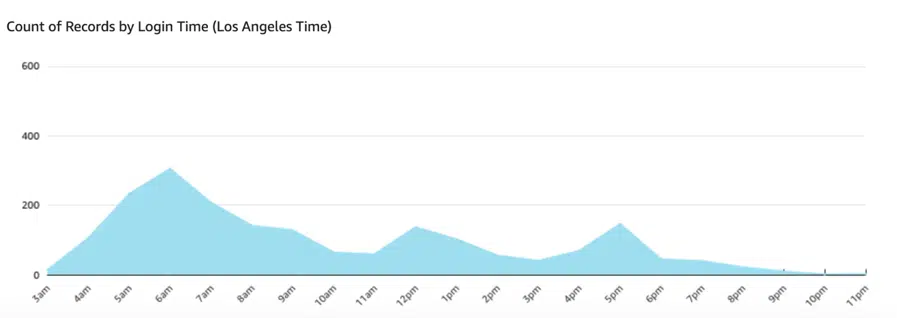 Count of Records by Login Time (Los Angeles Time)
600
400
200
0
3am 4am 5am 6am 7am 8am 9am 10am 11am 12pm 1pm 2pm 3pm 4pm 5pm 6pm 7pm 8pm 9pm 10pm 11pm